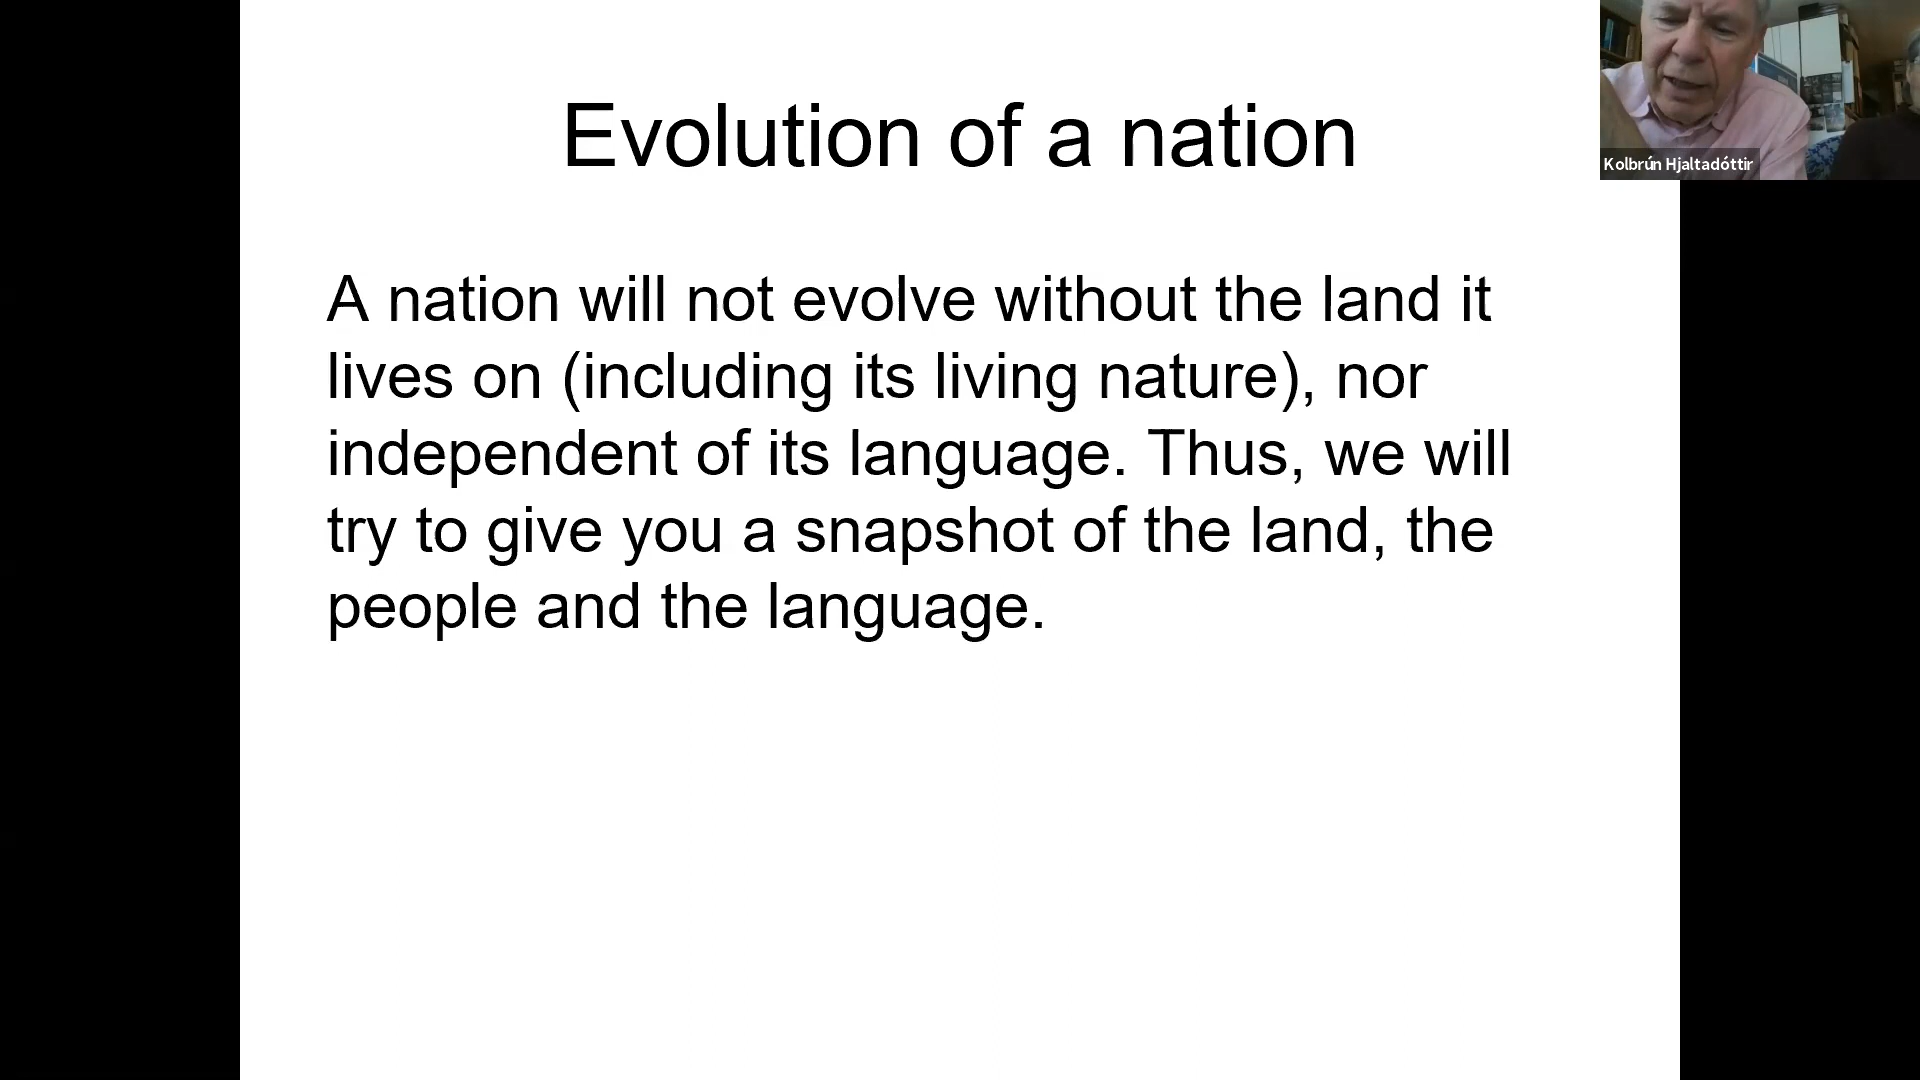 Evolution of a nation
Kolbrún Hjaltadóttir
A nation will not evolve without the land it
lives on (including its living nature), nor
independent of its language. Thus, we will
try to give you a snapshot of the land, the
people and the language.